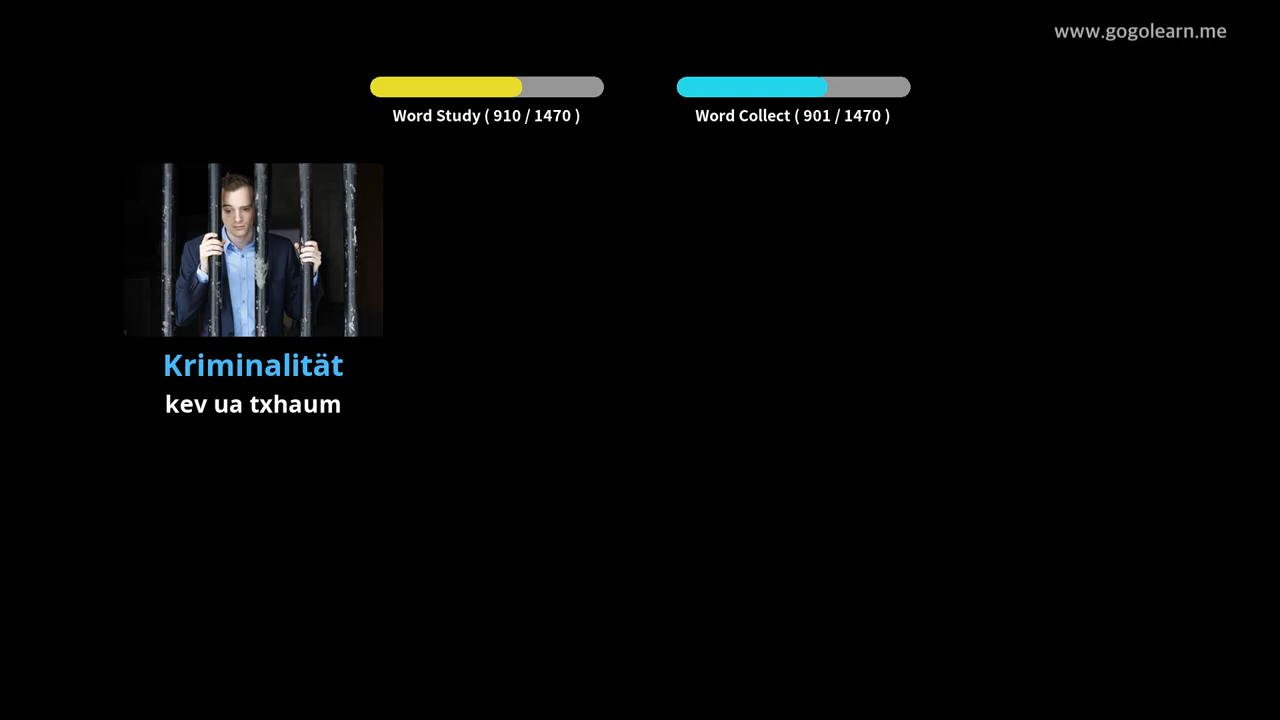 www.gogolearn.me
Word Study ( 910 / 1470 )
Word Collect ( 901 / 1470 )
Kriminalität
kev ua txhaum